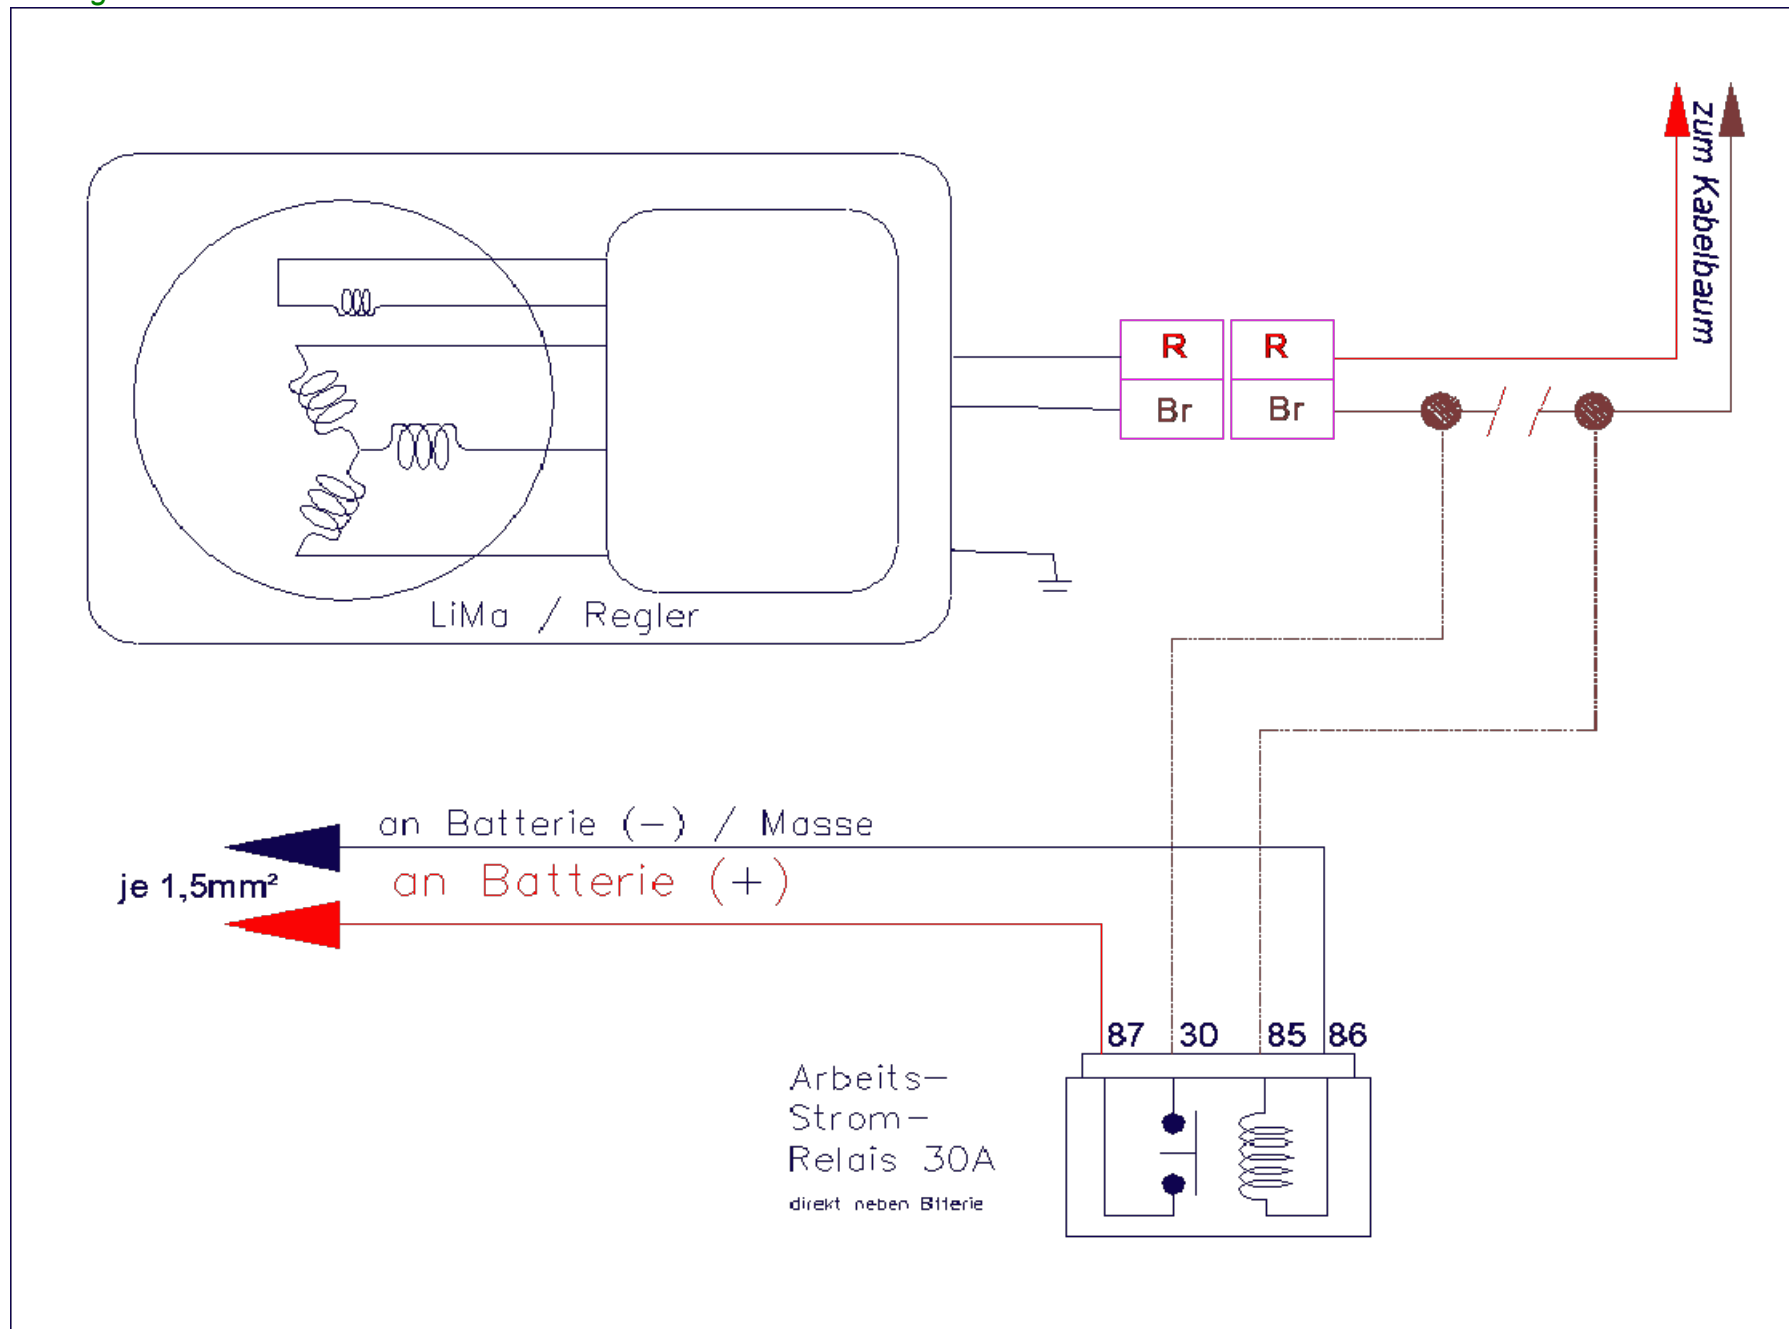 zum Kabelbaum
R R
Br Br
LiMa / Regler
an Batterie (-) / Masse
je 1,5mm²
an Batterie (+)
87 30 85 86
Arbeits-
Strom-
Relais 30A
direkt neben Btterie